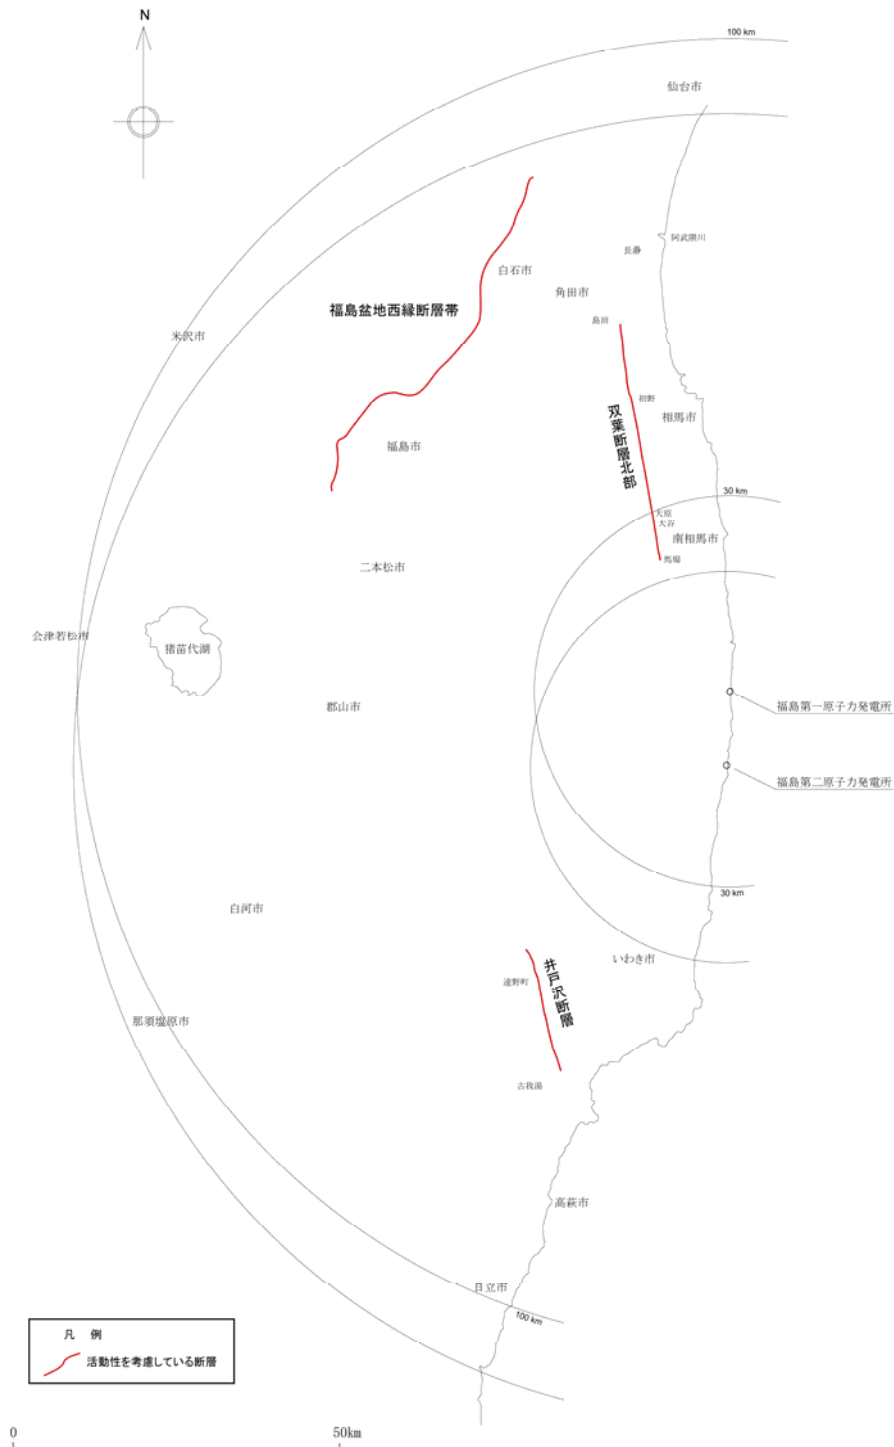 N
100 km
仙台市
阿武隈川
長瀞
白石市
角田市
福島盆地西縁断層帯
島田
米沢市
相馬市
双葉断層北部
福島市
30 km
大原
大谷
南相馬市
馬場
二本松市
会津若松市
猪苗代湖
郡山市
福島第一原子力発電所
福島第二原子力発電所
30 km
白河市
いわき市
井戸沢断層
遠野町
那須塩原市
古我湯
高萩市
日立市
100 km
凡 例
活動性を考慮している断層
0 50km